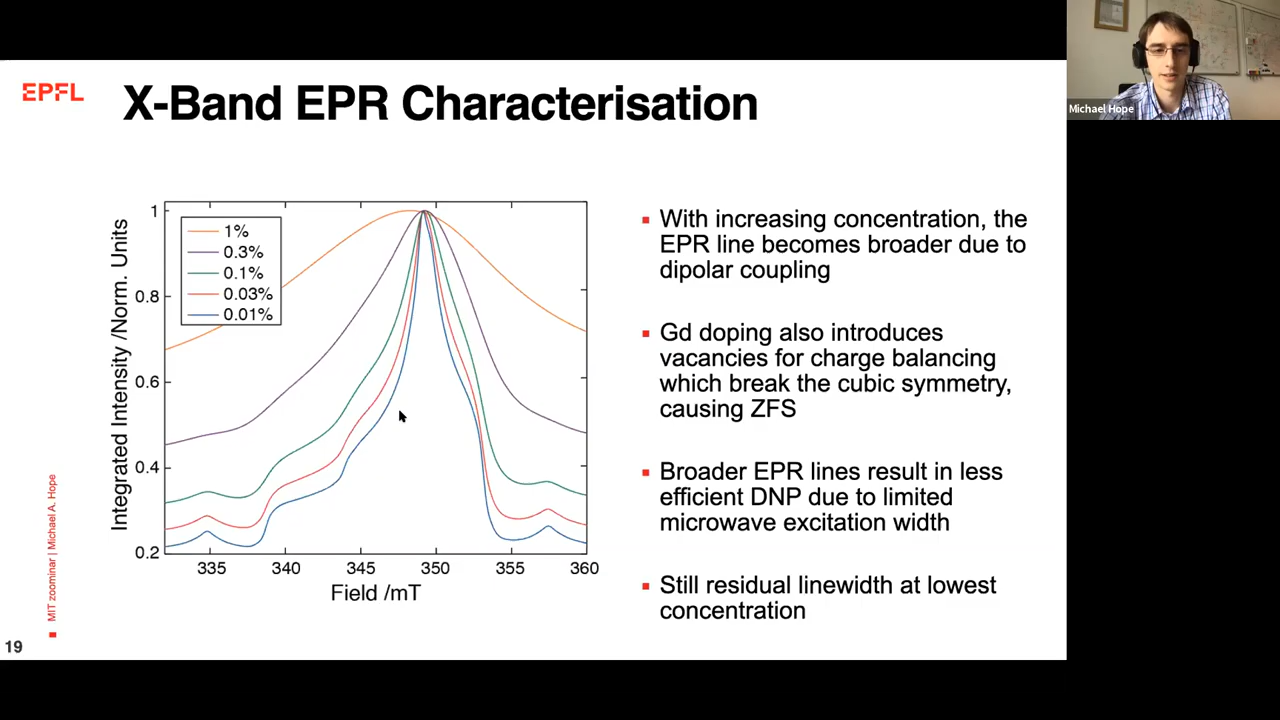 EPFL
X-Band EPR Characterisation
Michael Hope
1%
0.3%
0.1%
0.03%
0.01%
Integrated Intensity /Norm. Units
1
0.8
0.6
0.4
0.2
335
340
345
350
355
360
Field /mT
With increasing concentration, the
EPR line becomes broader due to
dipolar coupling
Gd doping also introduces
vacancies for charge balancing
which break the cubic symmetry,
causing ZFS
Broader EPR lines result in less
efficient DNP due to limited
microwave excitation width
Still residual linewidth at lowest
concentration
MIT zoominar | Michael A. Hope
19